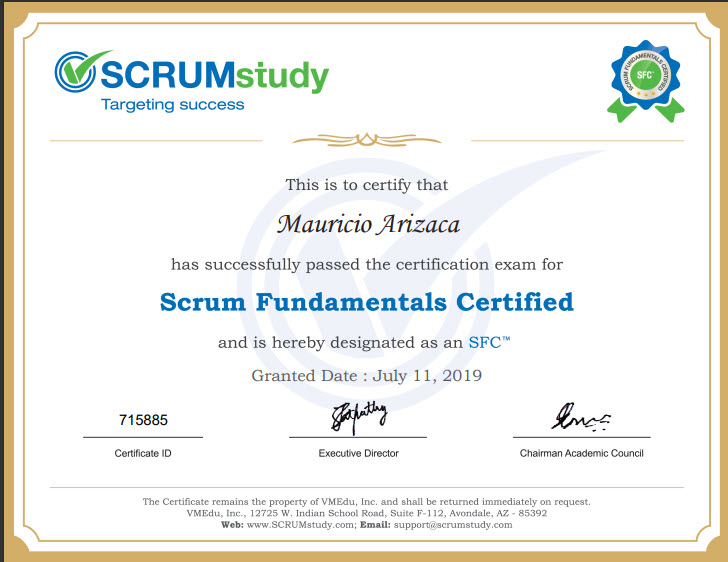 SCRUMstudy
Targeting success
SCRUM FUNDAMENTALS CERTIFIED
SFC™
This is to certify that
Mauricio Arizaca
has successfully passed the certification exam for
Scrum Fundamentals Certified
and is hereby designated as an SFC™
Granted Date : July 11, 2019
715885
Certificate ID
Executive Director
Chairman Academic Council
The Certificate remains the property of VMEdu, Inc. and shall be returned immediately on request.
VMEdu, Inc., 12725 W. Indian School Road, Suite F-112, Avondale, AZ - 85392
Web: www.SCRUMstudy.com; Email: support@scrumstudy.com